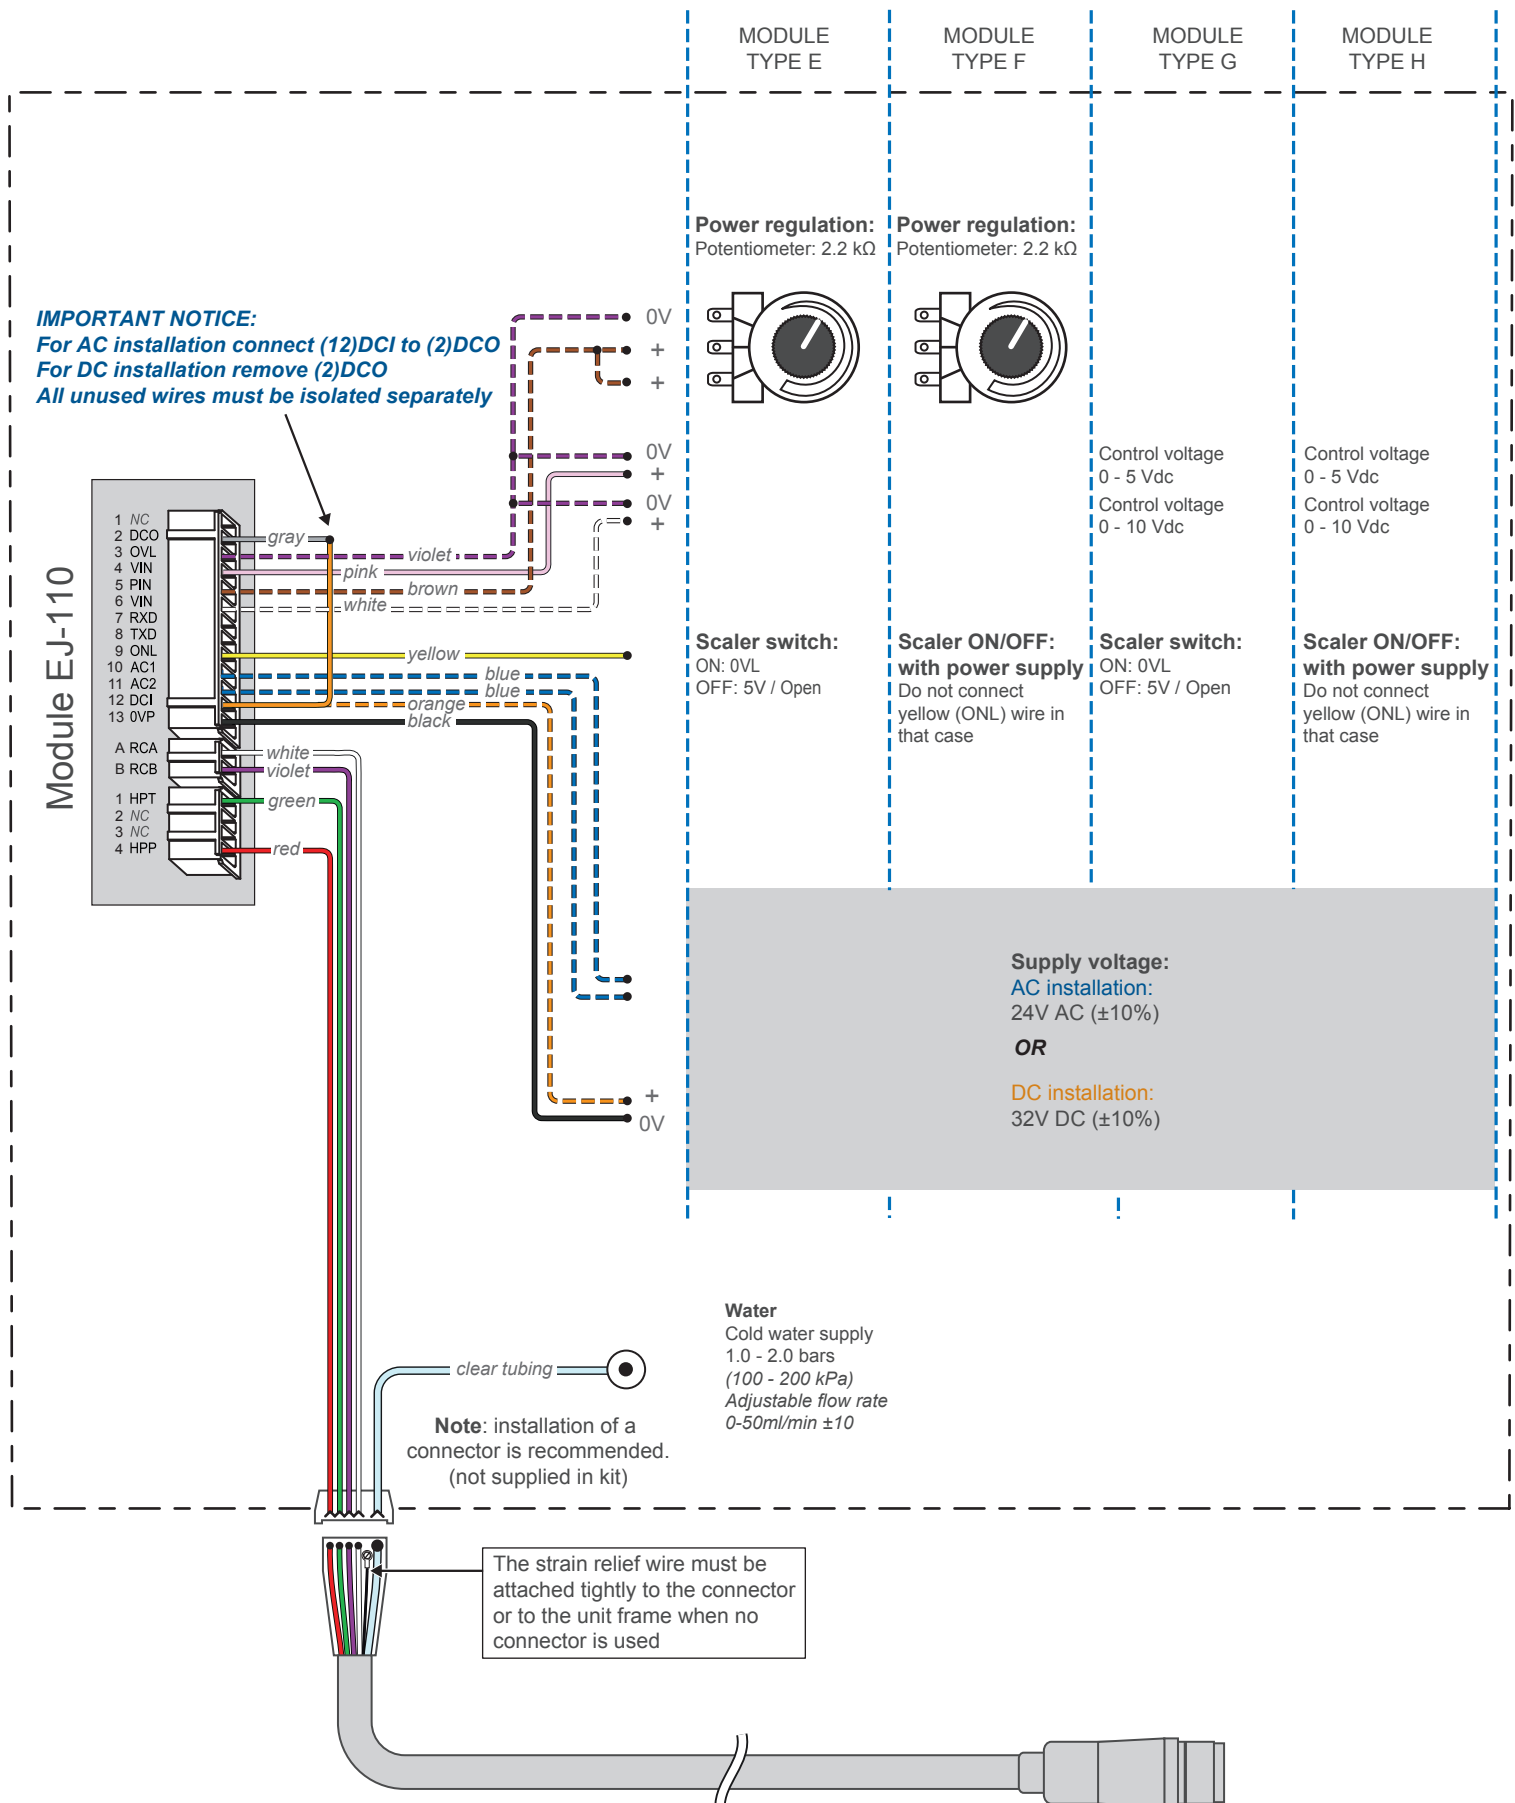 MODULE
TYPE E
MODULE
TYPE F
MODULE
TYPE G
MODULE
TYPE H
Power regulation:
Potentiometer: 2.2 kΩ
Power regulation:
Potentiometer: 2.2 kΩ
IMPORTANT NOTICE:
For AC installation connect (12)DCI to (2)DCO
For DC installation remove (2)DCO
All unused wires must be isolated separately
0V
+
+
0V
+
0V
+
Control voltage
0 - 5 Vdc
Control voltage
0 - 10 Vdc
Control voltage
0 - 5 Vdc
Control voltage
0 - 10 Vdc
Module EJ-110
1 NC
2 DCO
3 OVL
4 VIN
5 PIN
6 VIN
7 RXD
8 TXD
9 ONL
10 AC1
11 AC2
12 DCI
13 0VP
A RCA
B RCB
1 HPT
2 NC
3 NC
4 HPP
gray
violet
pink
brown
white
yellow
blue
blue
orange
black
white
violet
green
red
Scaler switch:
ON: 0VL
OFF: 5V / Open
Scaler ON/OFF:
with power supply
Do not connect
yellow (ONL) wire in
that case
Scaler switch:
ON: 0VL
OFF: 5V / Open
Scaler ON/OFF:
with power supply
Do not connect
yellow (ONL) wire in
that case
Supply voltage:
AC installation:
24V AC (±10%)
OR
DC installation:
32V DC (±10%)
+
0V
Water
Cold water supply
1.0 - 2.0 bars
(100 - 200 kPa)
Adjustable flow rate
0-50ml/min ±10
clear tubing
Note: installation of a
connector is recommended.
(not supplied in kit)
The strain relief wire must be
attached tightly to the connector
or to the unit frame when no
connector is used